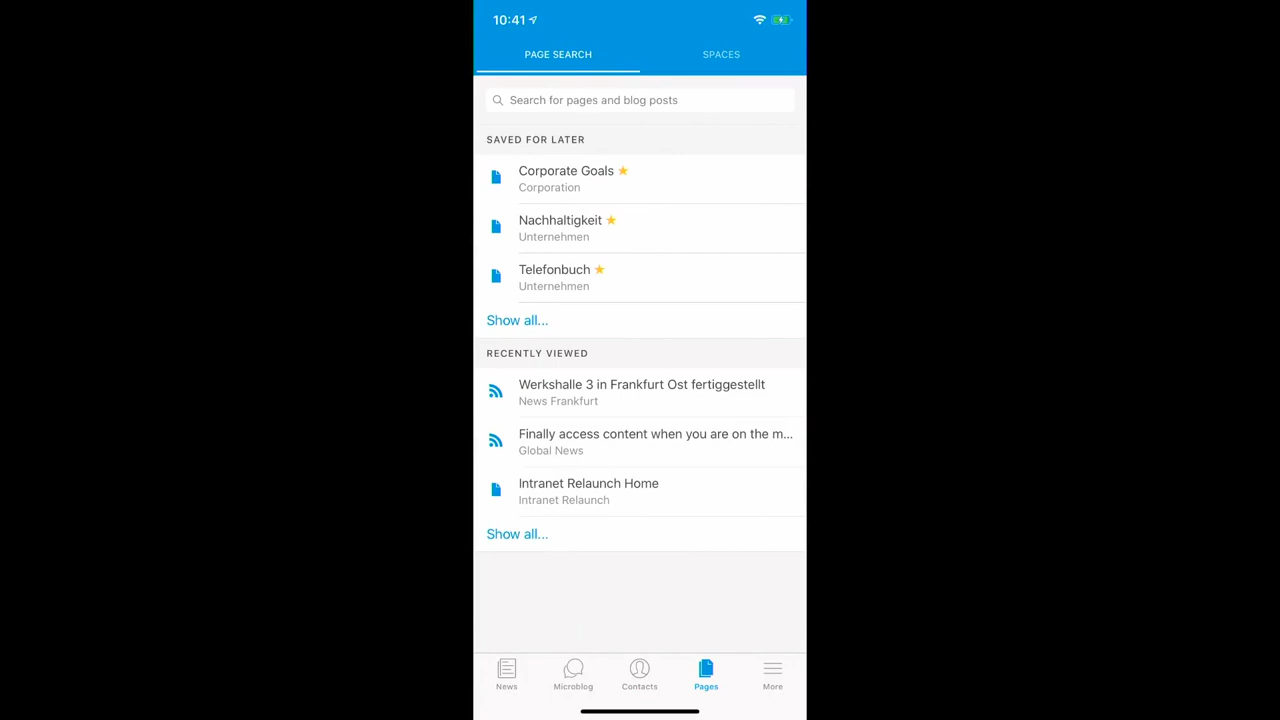 10:41
PAGE SEARCH
SPACES
Search for pages and blog posts
SAVED FOR LATER
Corporate Goals
Corporation
Nachhaltigkeit
Unternehmen
Telefonbuch
Unternehmen
Show all...
RECENTLY VIEWED
Werkshalle 3 in Frankfurt Ost fertiggestellt
News Frankfurt
Finally access content when you are on the m...
Global News
Intranet Relaunch Home
Intranet Relaunch
Show all...
News
Microblog
Contacts
Pages
More